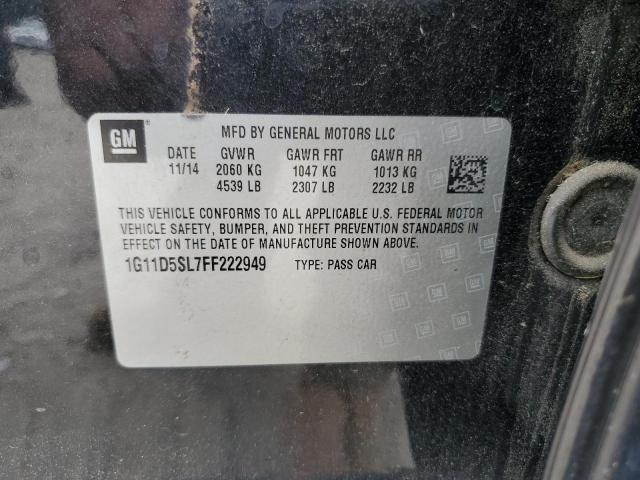 GM ®
MFD BY GENERAL MOTORS LLC
DATE GVWR GAWR FRT GAWR RR
11/14 2060 KG 1047 KG 1013 KG
4539 LB 2307 LB 2232 LB
THIS VEHICLE CONFORMS TO ALL APPLICABLE U.S. FEDERAL MOTOR
VEHICLE SAFETY, BUMPER, AND THEFT PREVENTION STANDARDS IN
EFFECT ON THE DATE OF MANUFACTURE SHOWN ABOVE.
1G11D5SL7FF222949 TYPE: PASS CAR